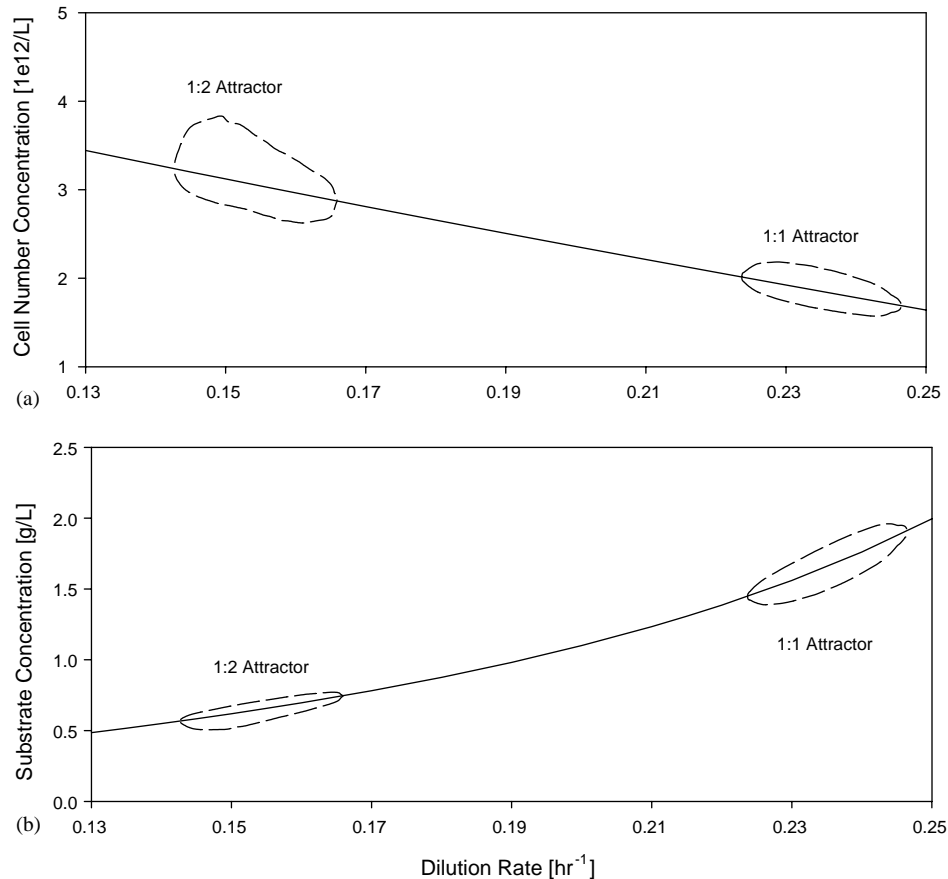 Cell Number Concentration [1e12/L]
5
4
3
2
1
1:2 Attractor
1:1 Attractor
(a)
0.13 0.15 0.17 0.19 0.21 0.23 0.25
Substrate Concentration [g/L]
2.5
2.0
1.5
1.0
0.5
0.0
1:2 Attractor
1:1 Attractor
(b)
0.13 0.15 0.17 0.19 0.21 0.23 0.25
Dilution Rate [hr⁻¹]